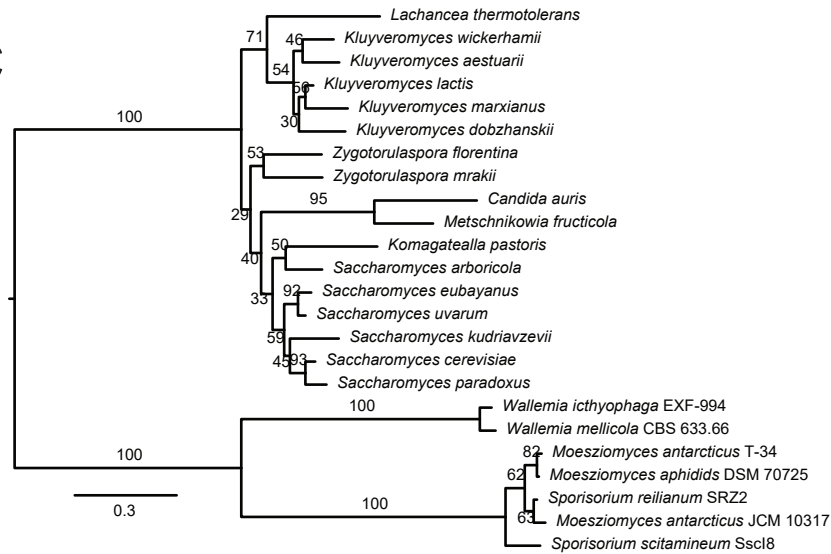 71
Lachancea thermotolerans
46
Kluyveromyces wickerhamii
Kluyveromyces aestuarii
54
56
Kluyveromyces lactis
Kluyveromyces marxianus
30
Kluyveromyces dobzhanskii
100
53
Zygotorulaspora florentina
Zygotorulaspora mrakii
29
95
Candida auris
Metschnikowia fructicola
40
50
Komagatealla pastoris
Saccharomyces arboricola
33
92
Saccharomyces eubayanus
Saccharomyces uvarum
59
Saccharomyces kudriavzevii
45
93
Saccharomyces cerevisiae
Saccharomyces paradoxus
100
Wallemia icthyophaga EXF-994
Wallemia mellicola CBS 633.66
100
82
Moesziomyces antarcticus T-34
62
Moesziomyces aphidids DSM 70725
Sporisorium reilianum SRZ2
100
63
Moesziomyces antarcticus JCM 10317
Sporisorium scitamineum SscI8
0.3